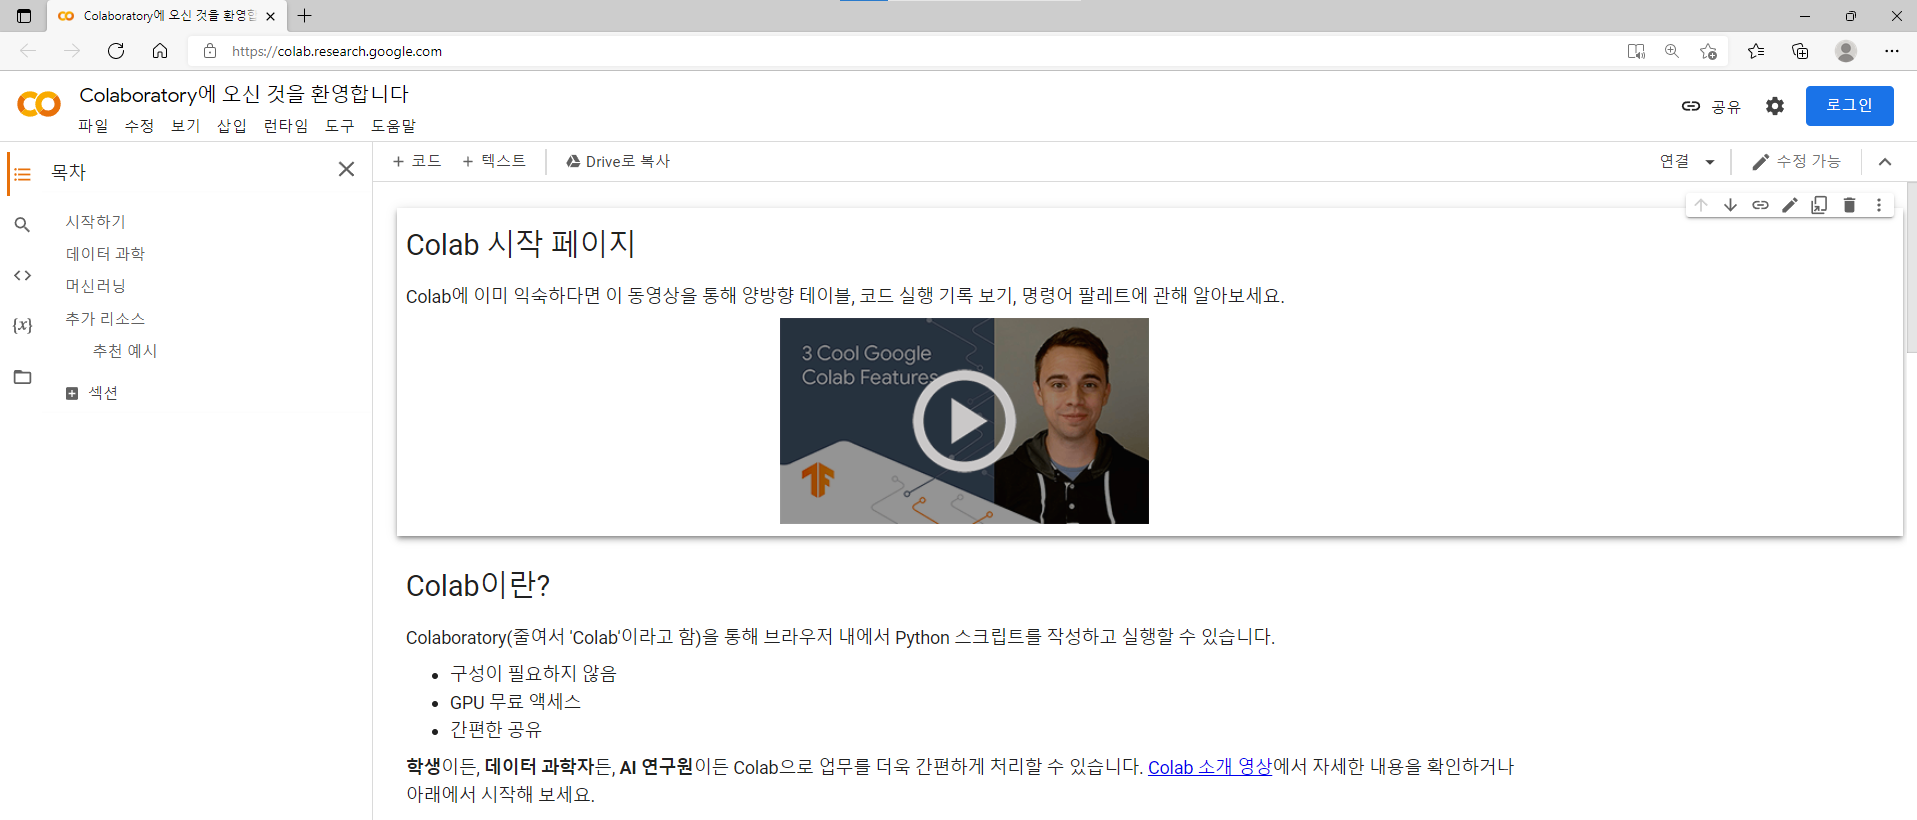 Colaboratory에 오신 것을 환영합
https://colab.research.google.com
Colaboratory에 오신 것을 환영합니다
파일 수정 보기 삽입 런타임 도구 도움말
공유
로그인
목차
+ 코드 + 텍스트 Drive로 복사
연결
수정 가능
시작하기
데이터 과학
머신러닝
추가 리소스
추천 예시
섹션
{x}
Colab 시작 페이지
Colab에 이미 익숙하다면 이 동영상을 통해 양방향 테이블, 코드 실행 기록 보기, 명령어 팔레트에 관해 알아보세요.
3 Cool Google
Colab Features
Colab이란?
Colaboratory(줄여서 'Colab'이라고 함)을 통해 브라우저 내에서 Python 스크립트를 작성하고 실행할 수 있습니다.
• 구성이 필요하지 않음
• GPU 무료 액세스
• 간편한 공유
학생이든, 데이터 과학자든, AI 연구원이든 Colab으로 업무를 더욱 간편하게 처리할 수 있습니다. Colab 소개 영상에서 자세한 내용을 확인하거나
아래에서 시작해 보세요.